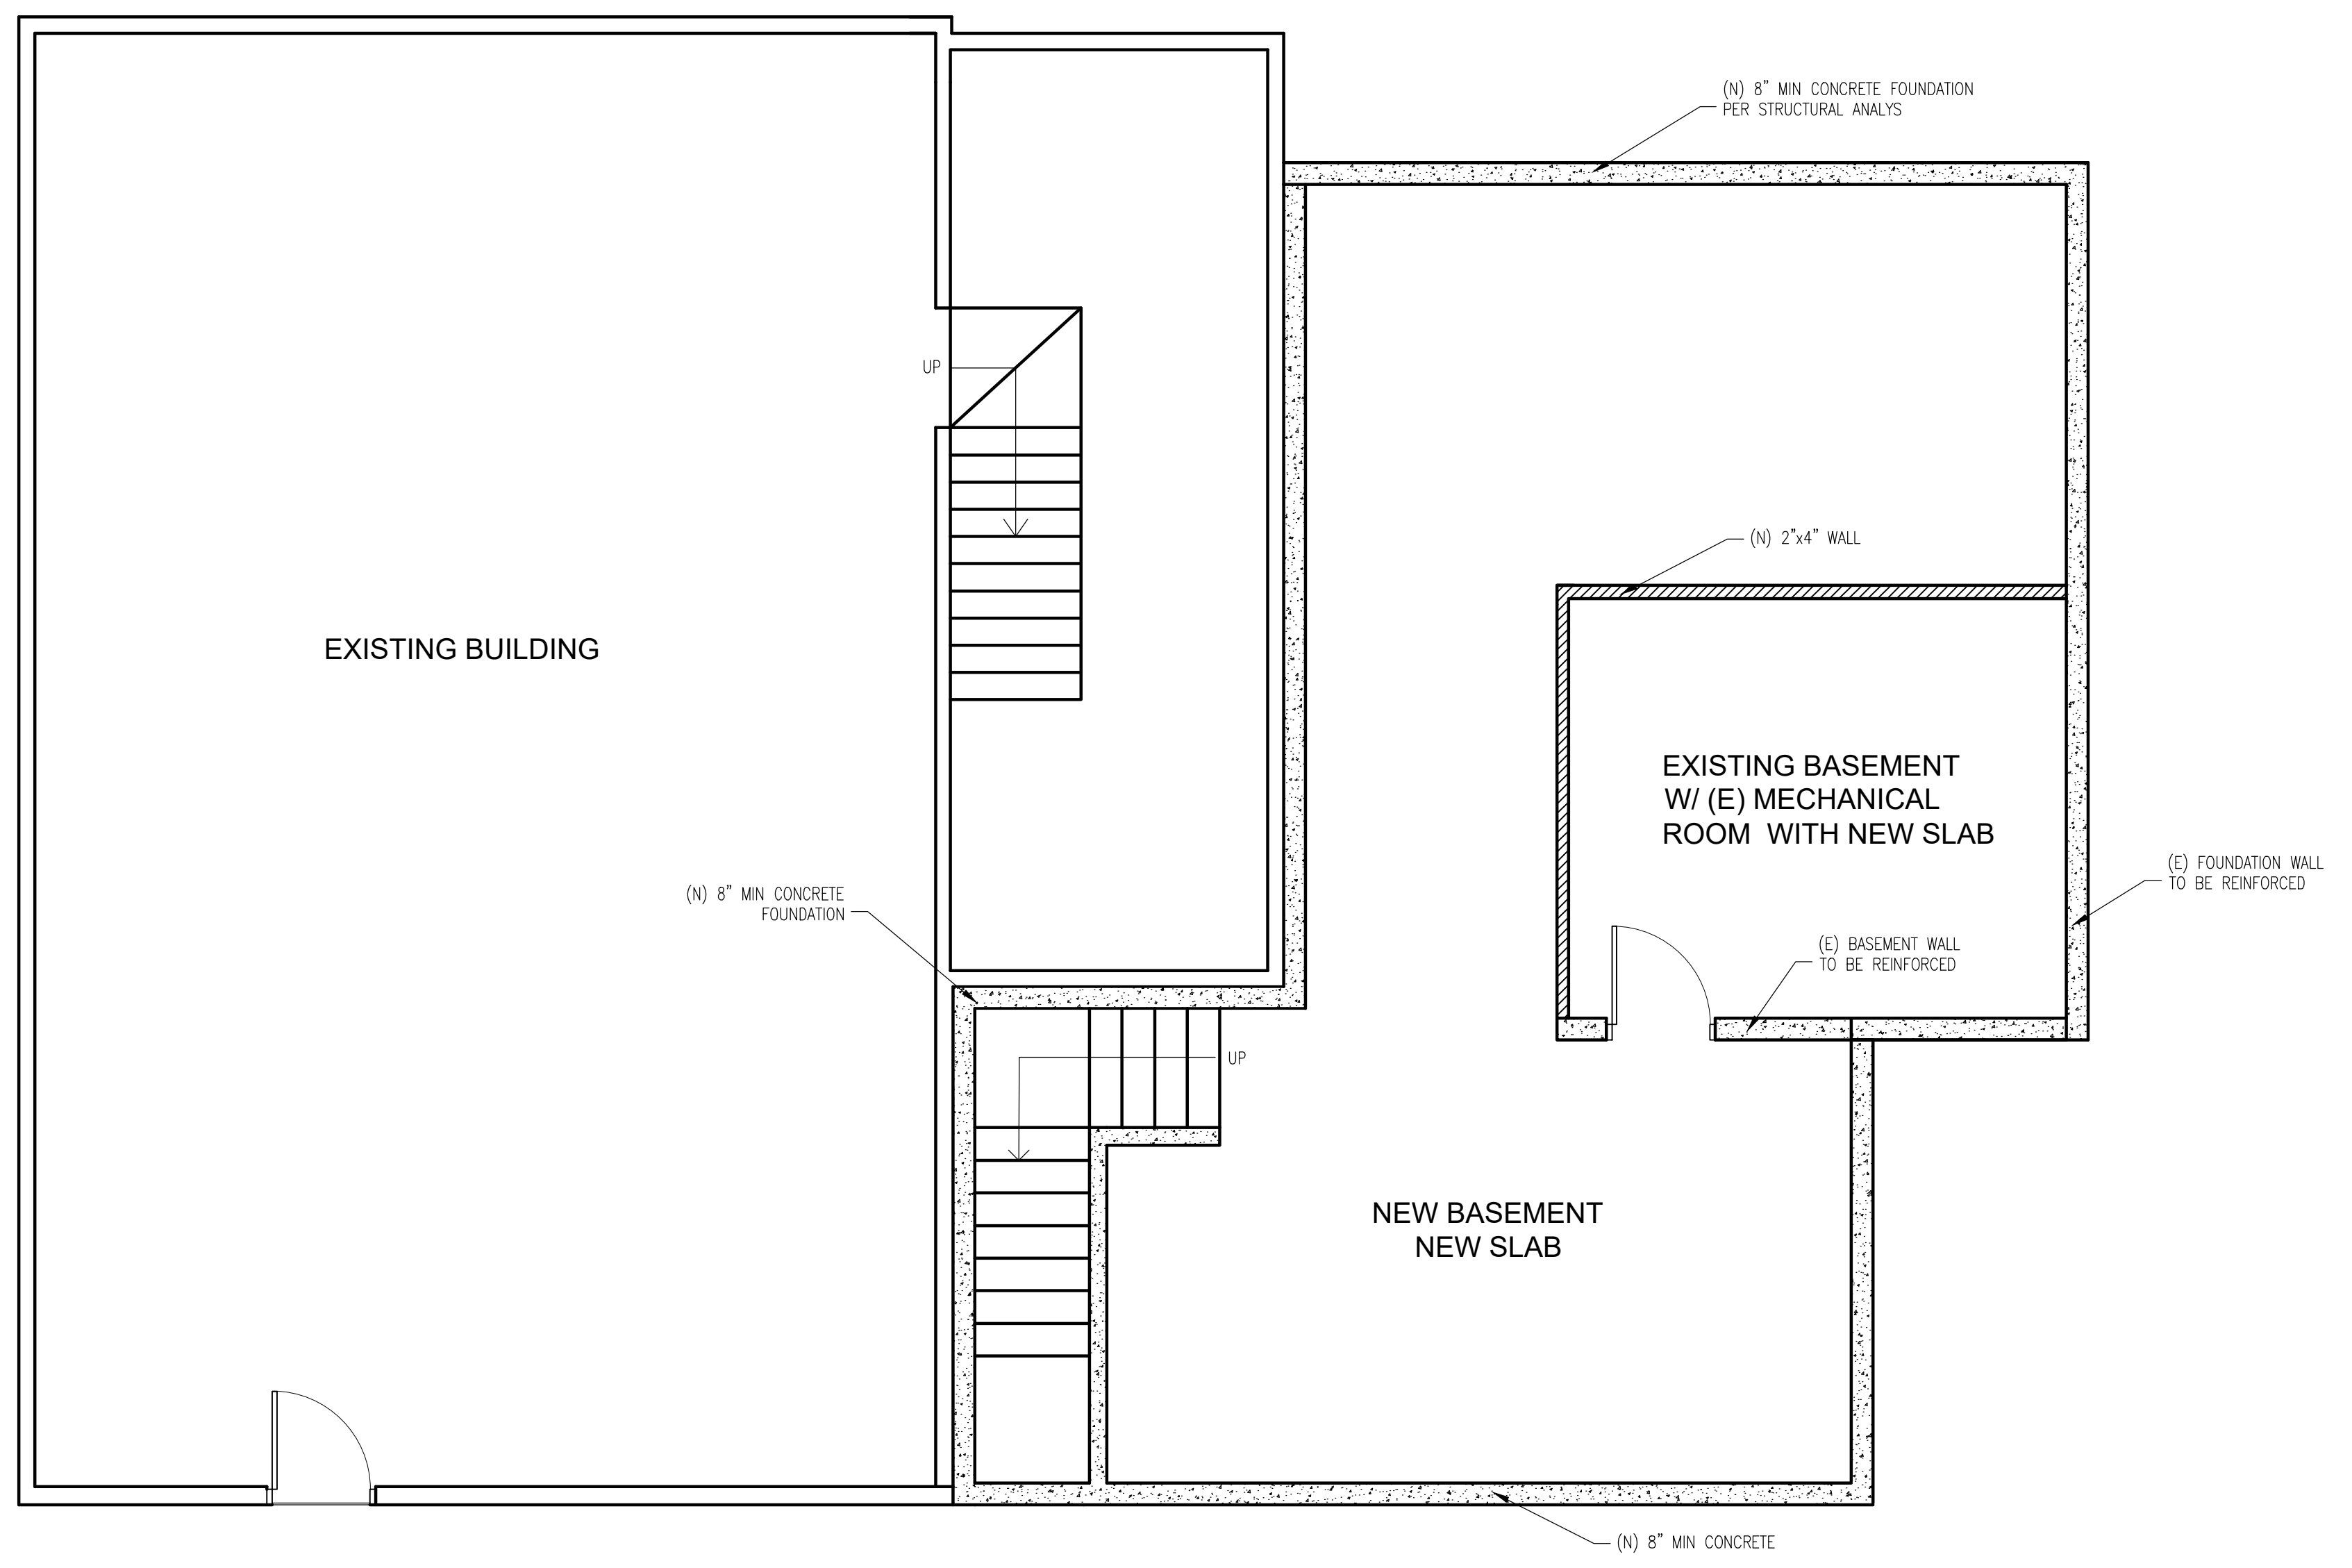 (N) 8" MIN CONCRETE FOUNDATION
PER STRUCTURAL ANALYS
UP
(N) 2"x4" WALL
EXISTING BUILDING
EXISTING BASEMENT
W/ (E) MECHANICAL
ROOM WITH NEW SLAB
(E) FOUNDATION WALL
TO BE REINFORCED
(N) 8" MIN CONCRETE
FOUNDATION
(E) BASEMENT WALL
TO BE REINFORCED
UP
NEW BASEMENT
NEW SLAB
(N) 8" MIN CONCRETE